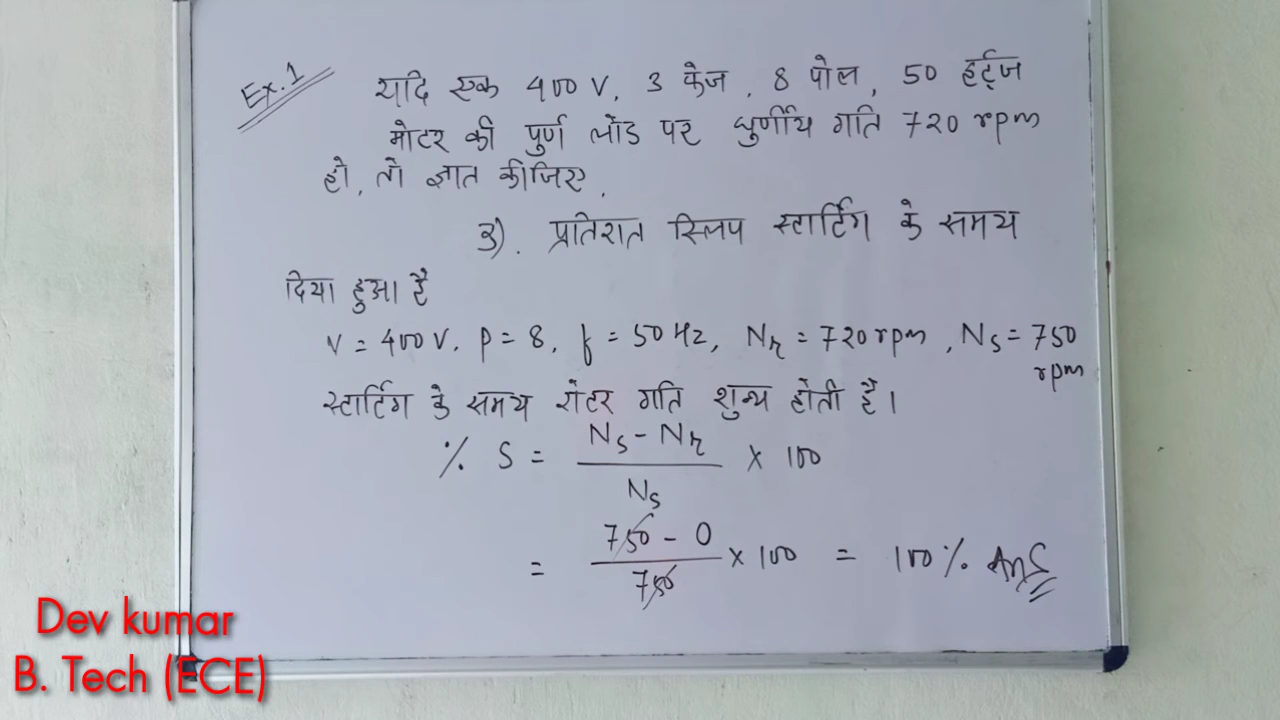 Ex.1
यदि एक 400 V, 3 फेज, 8 पोल, 50 हर्ट्ज
मोटर की पुर्ण लोड पर घुर्णीय गति 720 rpm
हो, तो ज्ञात कीजिए,
3). प्रतिशत स्लिप स्टार्टिंग के समय
दिया हुआ है
V = 400 V, P = 8, f = 50 Hz, Nr = 720 rpm, Ns = 750
rpm
स्टार्टिंग के समय रोटर गति शुन्य होती है।
% S = (Ns - Nr) / Ns × 100
= (750 - 0) / 750 × 100 = 100% Ans
Dev kumar
B. Tech (ECE)